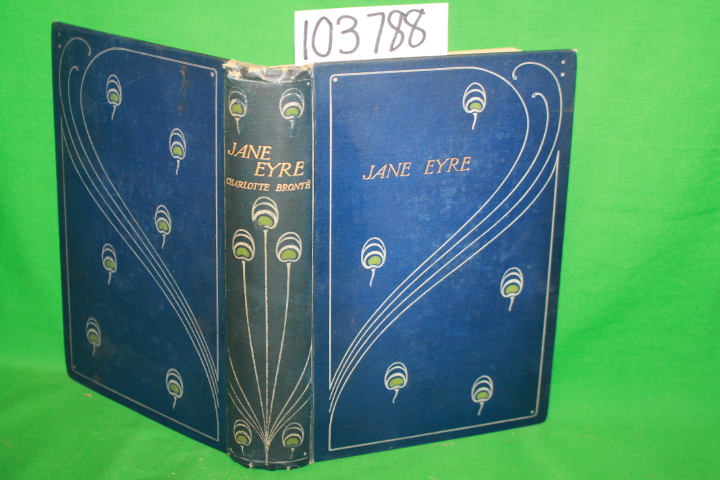 103788
JANE
EYRE
CHARLOTTE BRONTË
JANE EYRE